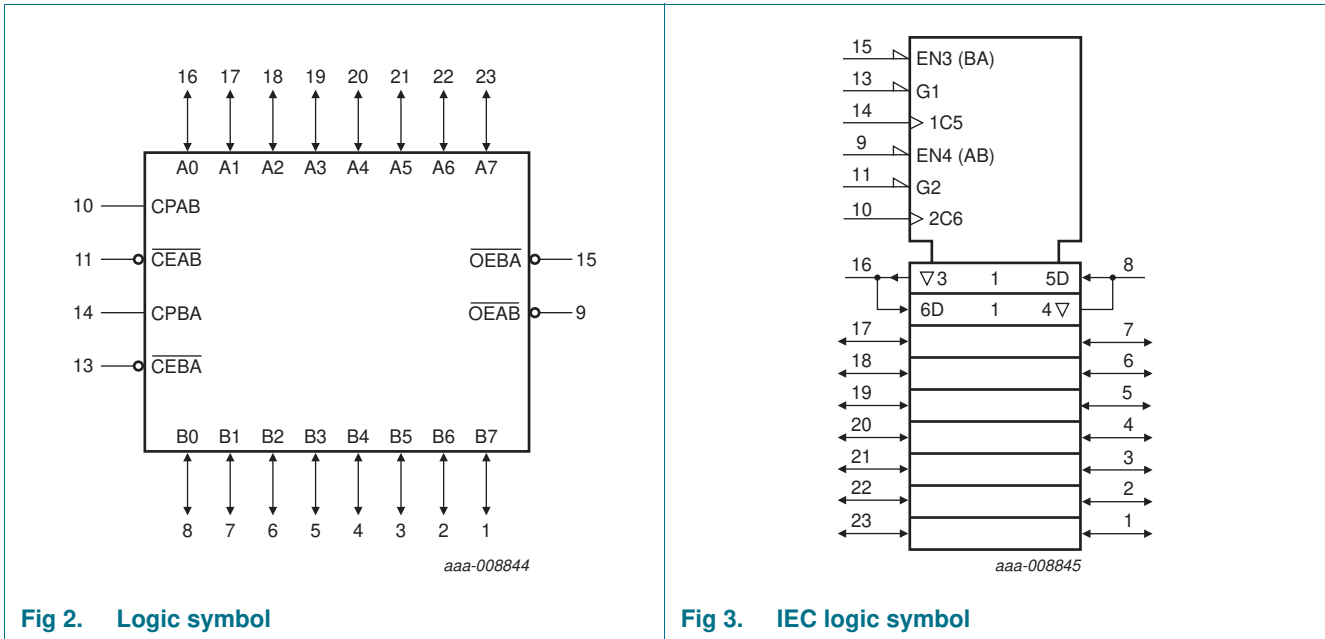 16 17 18 19 20 21 22 23
A0 A1 A2 A3 A4 A5 A6 A7
10 CPAB
11 CEAB
OEBA 15
14 CPBA
OEAB 9
13 CEBA
B0 B1 B2 B3 B4 B5 B6 B7
8 7 6 5 4 3 2 1
aaa-008844
Fig 2. Logic symbol
15 EN3 (BA)
13 G1
14 1C5
9 EN4 (AB)
11 G2
10 2C6
16 ▽3 1 5D 8
6D 1 4▽
17 7
18 6
19 5
20 4
21 3
22 2
23 1
aaa-008845
Fig 3. IEC logic symbol